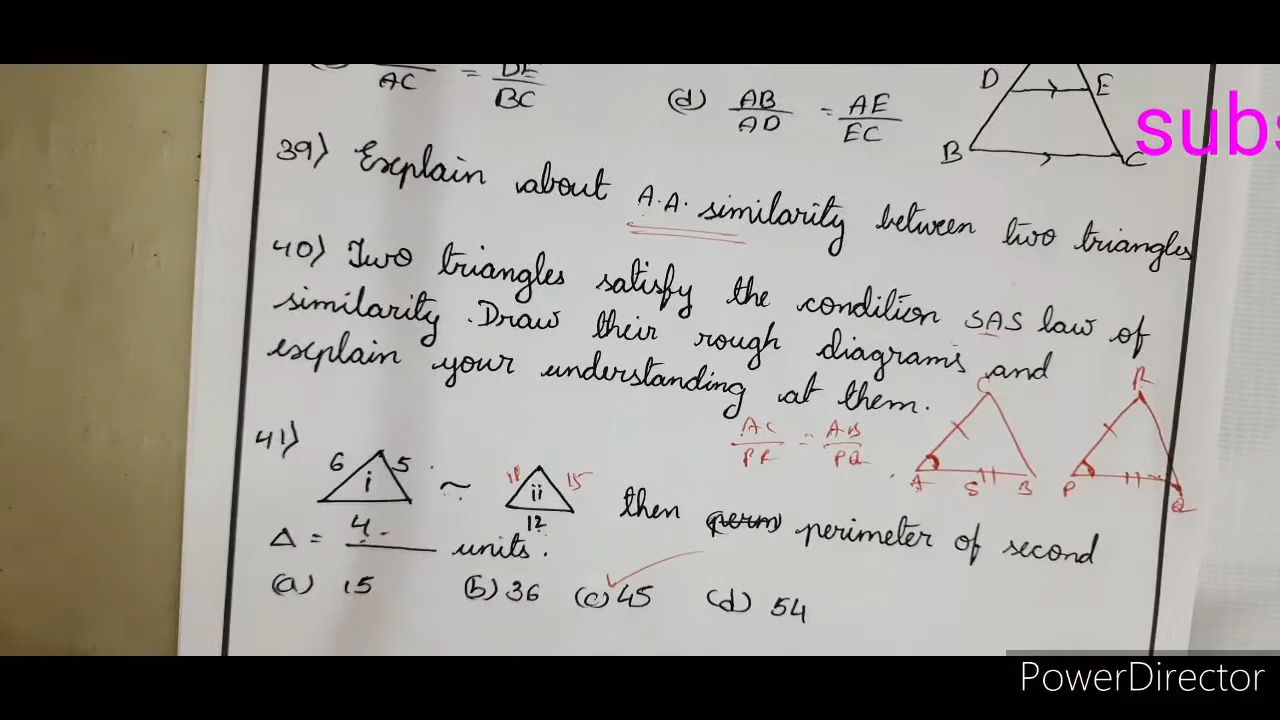 AC = DE
BC
(d) AB = AE
AD EC
D E
B C
subs
39) Explain about A.A. similarity between two triangles
40) Two triangles satisfy the condition SAS law of
similarity. Draw their rough diagrams and
explain your understanding at them.
AC = AB
PR PQ
C
A S B
R
P Q
41)
6 i 5 ~ 18 ii 15 then perimeter of second
4 12
Δ = ____ units.
(a) 15 (b) 36 (c) 45 (d) 54
PowerDirector